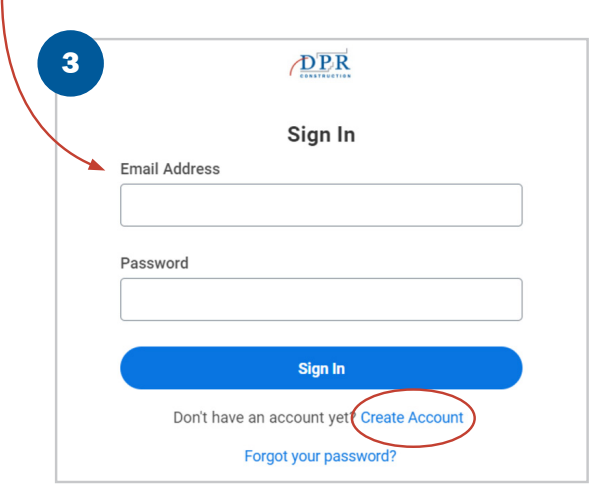 3
DPR
CONSTRUCTION
Sign In
Email Address
Password
Sign In
Don't have an account yet? Create Account
Forgot your password?